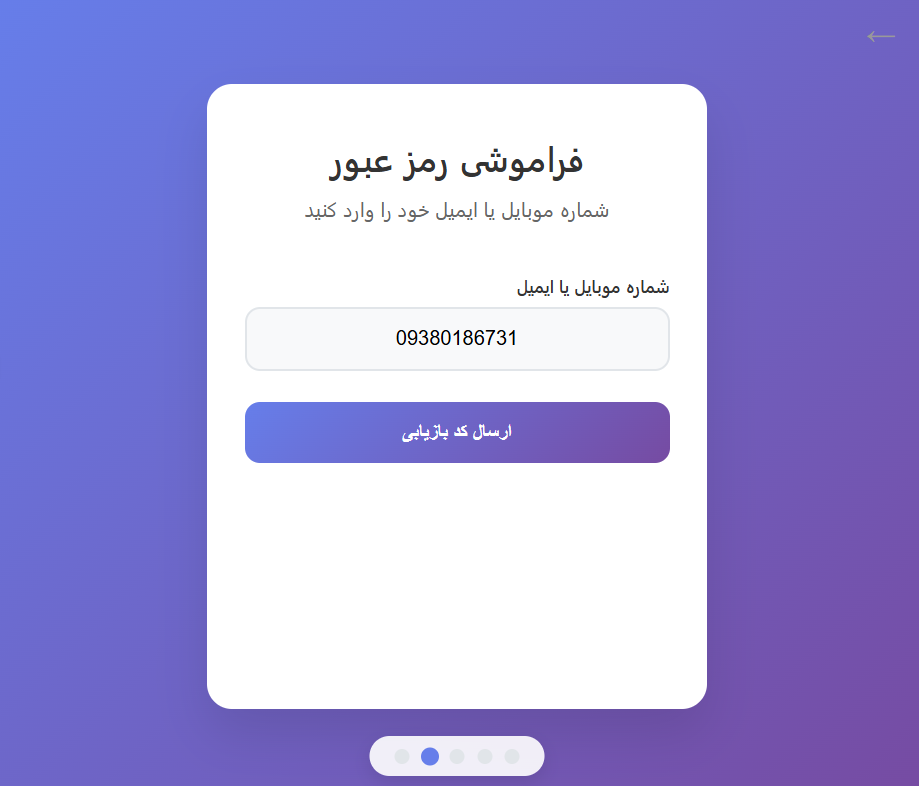 ←
فراموشی رمز عبور
شماره موبایل یا ایمیل خود را وارد کنید
شماره موبایل یا ایمیل
09380186731
ارسال کد بازیابی